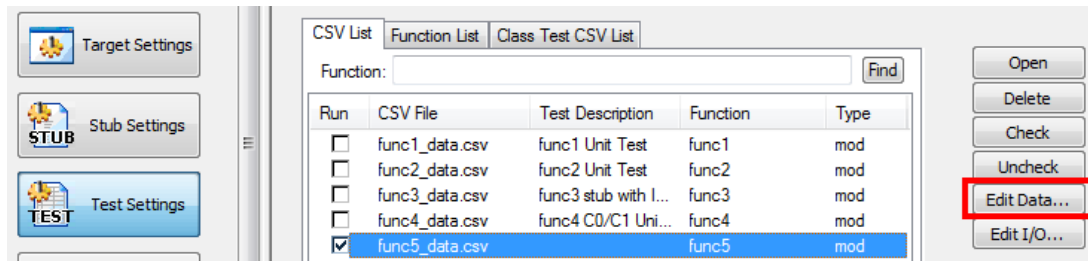 Target Settings
STUB
Stub Settings
TEST
Test Settings
CSV List
Function List
Class Test CSV List
Function:
Find
Run CSV File Test Description Function Type
func1_data.csv func1 Unit Test func1 mod
func2_data.csv func2 Unit Test func2 mod
func3_data.csv func3 stub with I... func3 mod
func4_data.csv func4 C0/C1 Uni... func4 mod
func5_data.csv func5 mod
Open
Delete
Check
Uncheck
Edit Data...
Edit I/O...